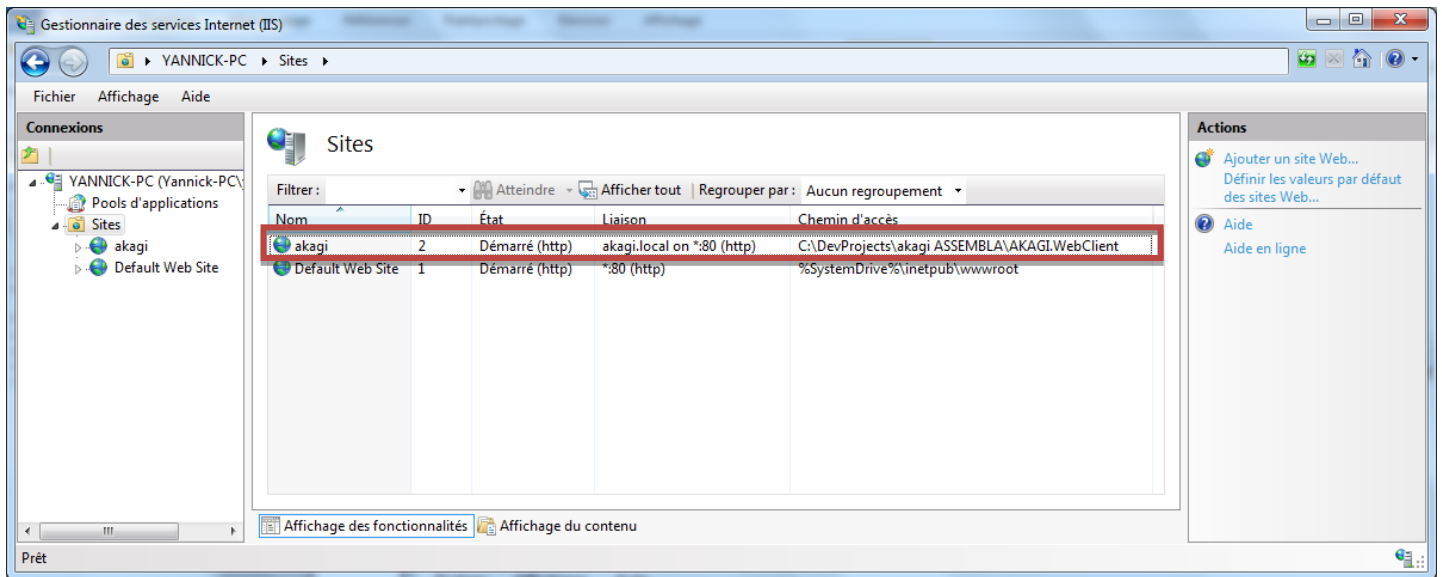 Gestionnaire des services Internet (IIS)
YANNICK-PC Sites
Fichier Affichage Aide
Connexions
YANNICK-PC (Yannick-PC\
Pools d'applications
Sites
akagi
Default Web Site
Sites
Filtrer : Atteindre Afficher tout Regrouper par : Aucun regroupement
Nom ID État Liaison Chemin d'accès
akagi 2 Démarré (http) akagi.local on *:80 (http) C:\DevProjects\akagi ASSEMBLA\AKAGI.WebClient
Default Web Site 1 Démarré (http) *:80 (http) %SystemDrive%\inetpub\wwwroot
Affichage des fonctionnalités Affichage du contenu
Actions
Ajouter un site Web...
Définir les valeurs par défaut
des sites Web...
Aide
Aide en ligne
Prêt